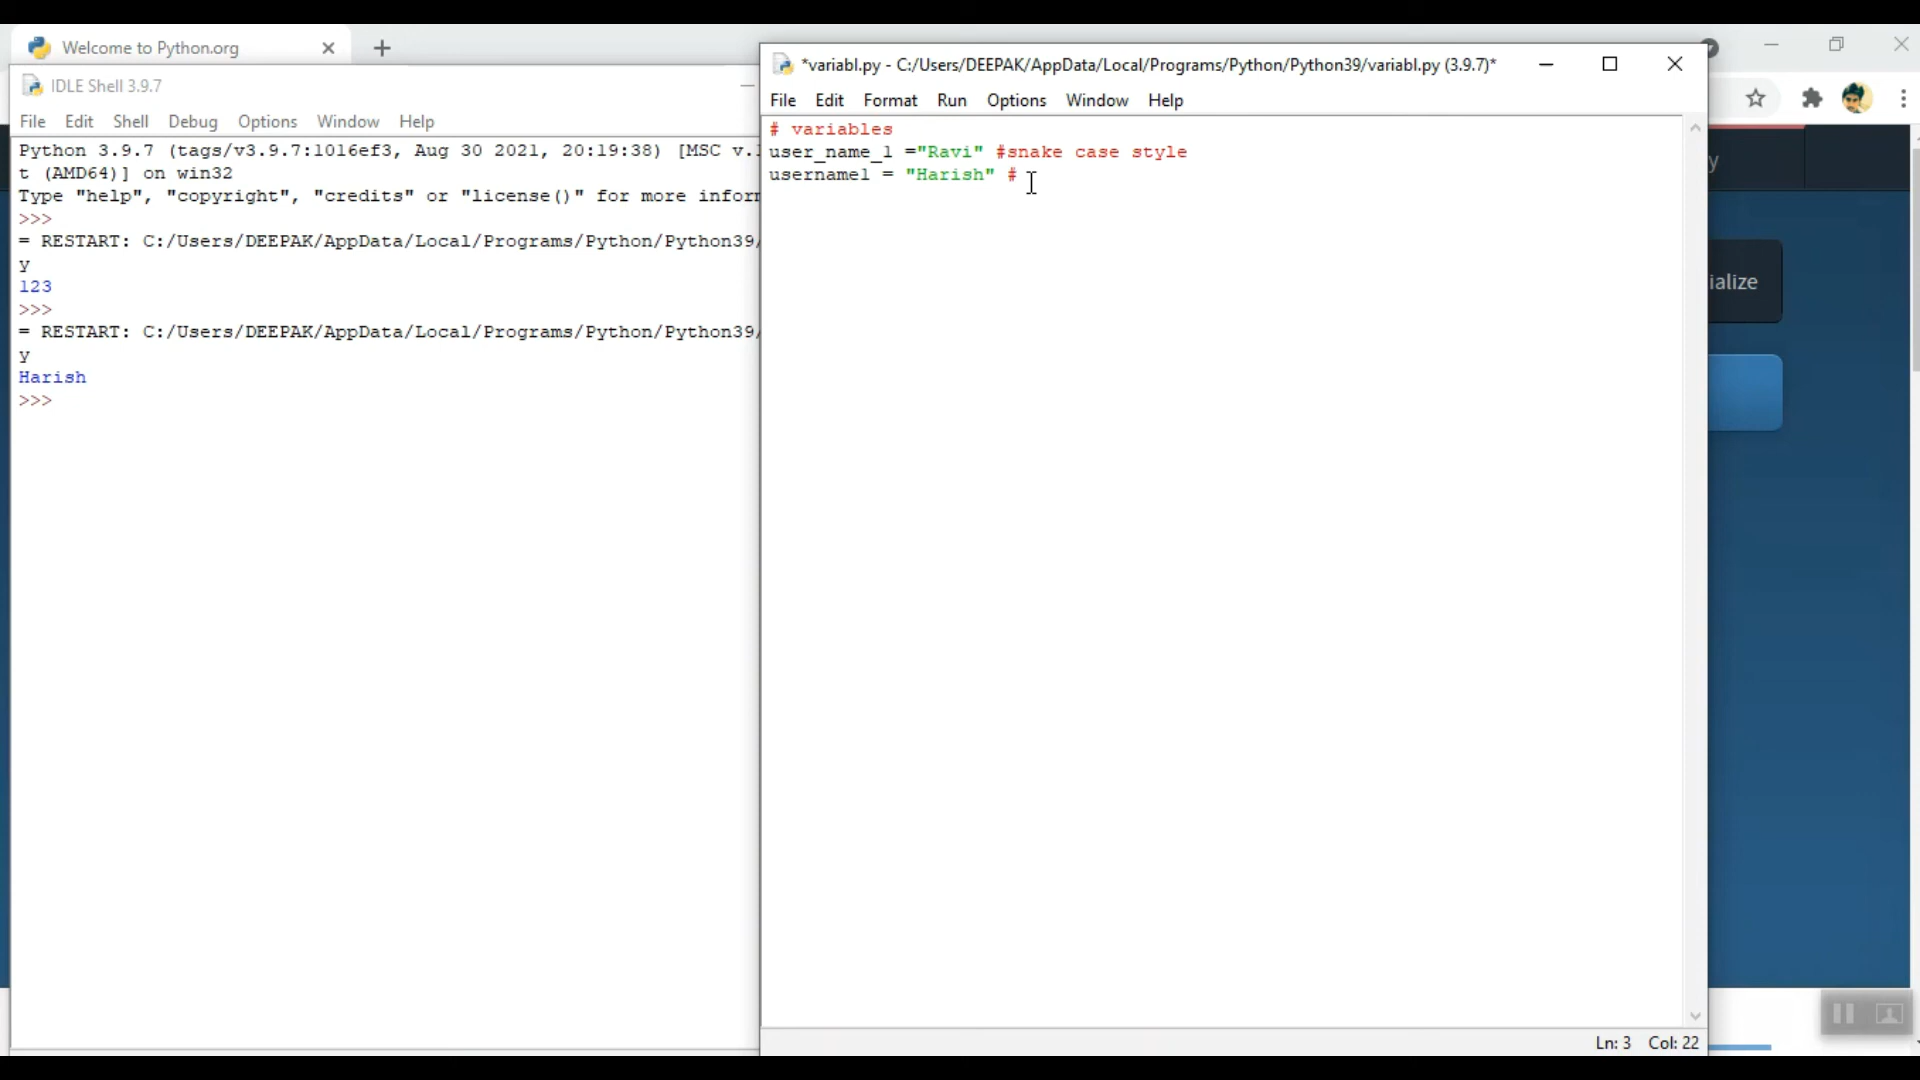 Welcome to Python.org
IDLE Shell 3.9.7
File Edit Shell Debug Options Window Help
Python 3.9.7 (tags/v3.9.7:1016ef3, Aug 30 2021, 20:19:38) [MSC v.1
t (AMD64)] on win32
Type "help", "copyright", "credits" or "license()" for more inform
>>>
= RESTART: C:/Users/DEEPAK/AppData/Local/Programs/Python/Python39/
y
123
>>>
= RESTART: C:/Users/DEEPAK/AppData/Local/Programs/Python/Python39/
y
Harish
>>>
*variabl.py - C:/Users/DEEPAK/AppData/Local/Programs/Python/Python39/variabl.py (3.9.7)*
File Edit Format Run Options Window Help
# variables
user_name_1 ="Ravi" #snake case style
username1 = "Harish" #
Ln: 3 Col: 22
y
ialize